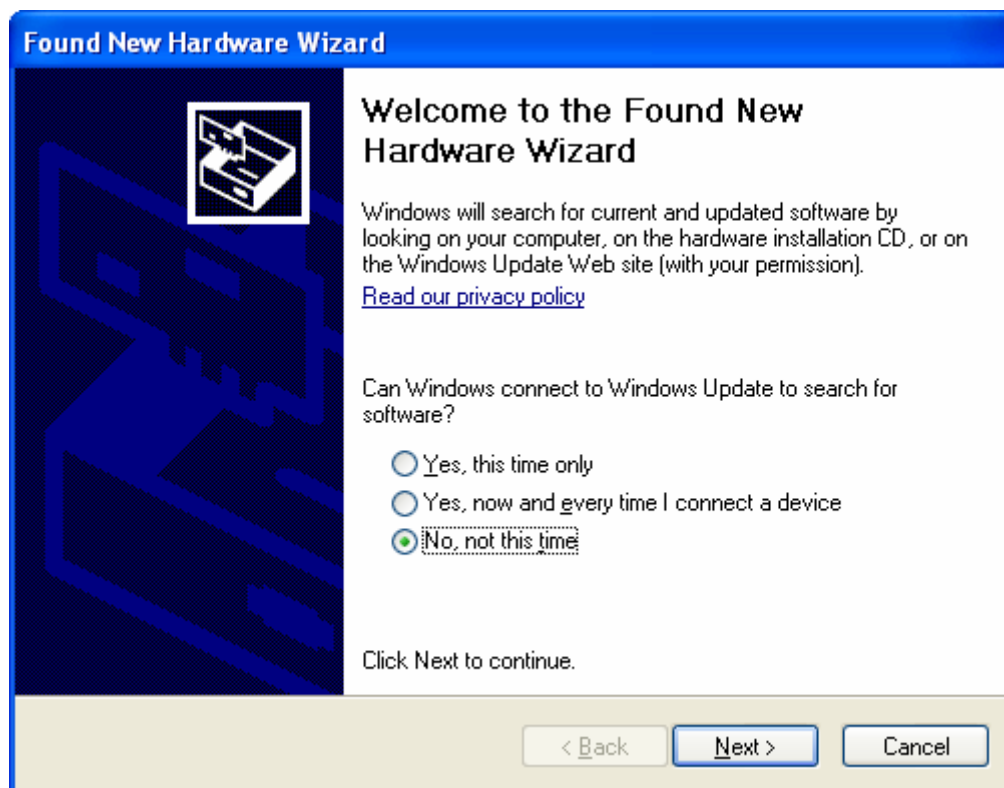 Found New Hardware Wizard
Welcome to the Found New
Hardware Wizard
Windows will search for current and updated software by
looking on your computer, on the hardware installation CD, or on
the Windows Update Web site (with your permission).
Read our privacy policy
Can Windows connect to Windows Update to search for
software?
Yes, this time only
Yes, now and every time I connect a device
No, not this time
Click Next to continue.
< Back Next > Cancel